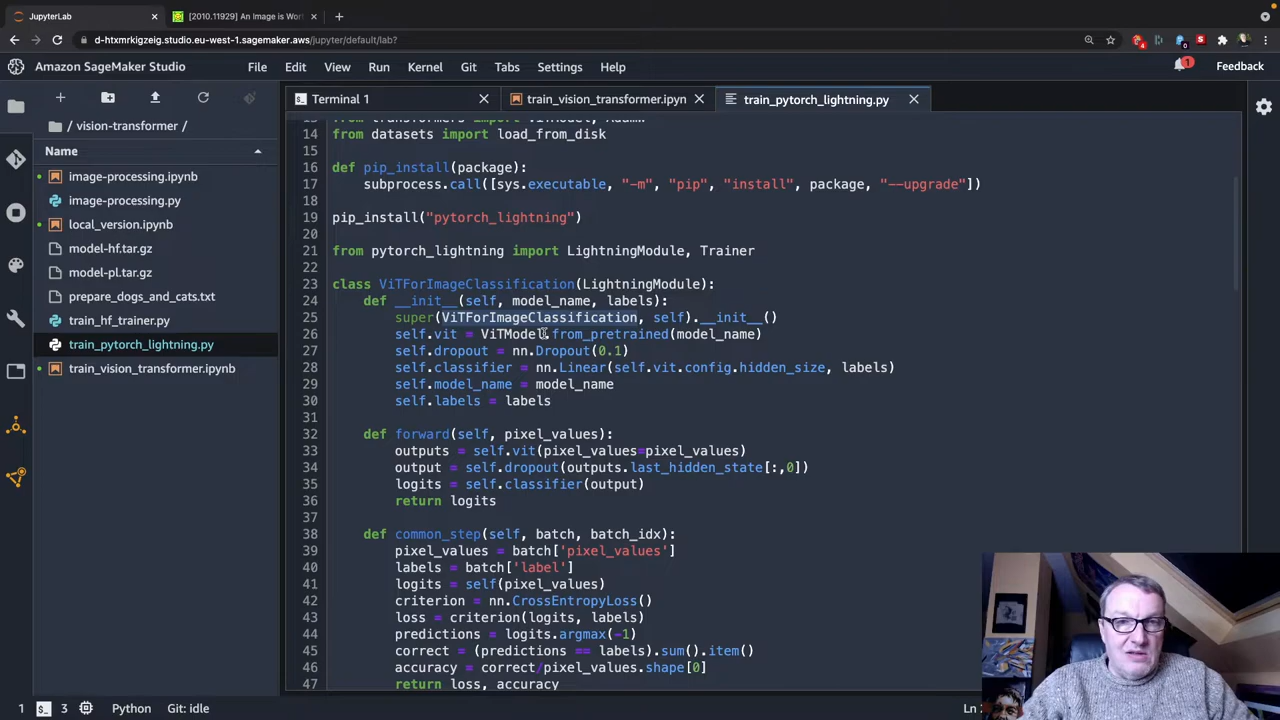 JupyterLab
[2010.11929] An Image is Wor
d-htxmrkigzeig.studio.eu-west-1.sagemaker.aws/jupyter/default/lab?
Amazon SageMaker Studio
File Edit View Run Kernel Git Tabs Settings Help
1
Feedback
Terminal 1
train_vision_transformer.ipyn
train_pytorch_lightning.py
/ vision-transformer /
Name
image-processing.ipynb
image-processing.py
local_version.ipynb
model-hf.tar.gz
model-pl.tar.gz
prepare_dogs_and_cats.txt
train_hf_trainer.py
train_pytorch_lightning.py
train_vision_transformer.ipynb
14 from datasets import load_from_disk
15
16 def pip_install(package):
17 subprocess.call([sys.executable, "-m", "pip", "install", package, "--upgrade"])
18
19 pip_install("pytorch_lightning")
20
21 from pytorch_lightning import LightningModule, Trainer
22
23 class ViTForImageClassification(LightningModule):
24 def __init__(self, model_name, labels):
25 super(ViTForImageClassification, self).__init__()
26 self.vit = ViTModel.from_pretrained(model_name)
27 self.dropout = nn.Dropout(0.1)
28 self.classifier = nn.Linear(self.vit.config.hidden_size, labels)
29 self.model_name = model_name
30 self.labels = labels
31
32 def forward(self, pixel_values):
33 outputs = self.vit(pixel_values=pixel_values)
34 output = self.dropout(outputs.last_hidden_state[:,0])
35 logits = self.classifier(output)
36 return logits
37
38 def common_step(self, batch, batch_idx):
39 pixel_values = batch['pixel_values']
40 labels = batch['label']
41 logits = self(pixel_values)
42 criterion = nn.CrossEntropyLoss()
43 loss = criterion(logits, labels)
44 predictions = logits.argmax(-1)
45 correct = (predictions == labels).sum().item()
46 accuracy = correct/pixel_values.shape[0]
47 return loss, accuracy
1 3 Python Git: idle